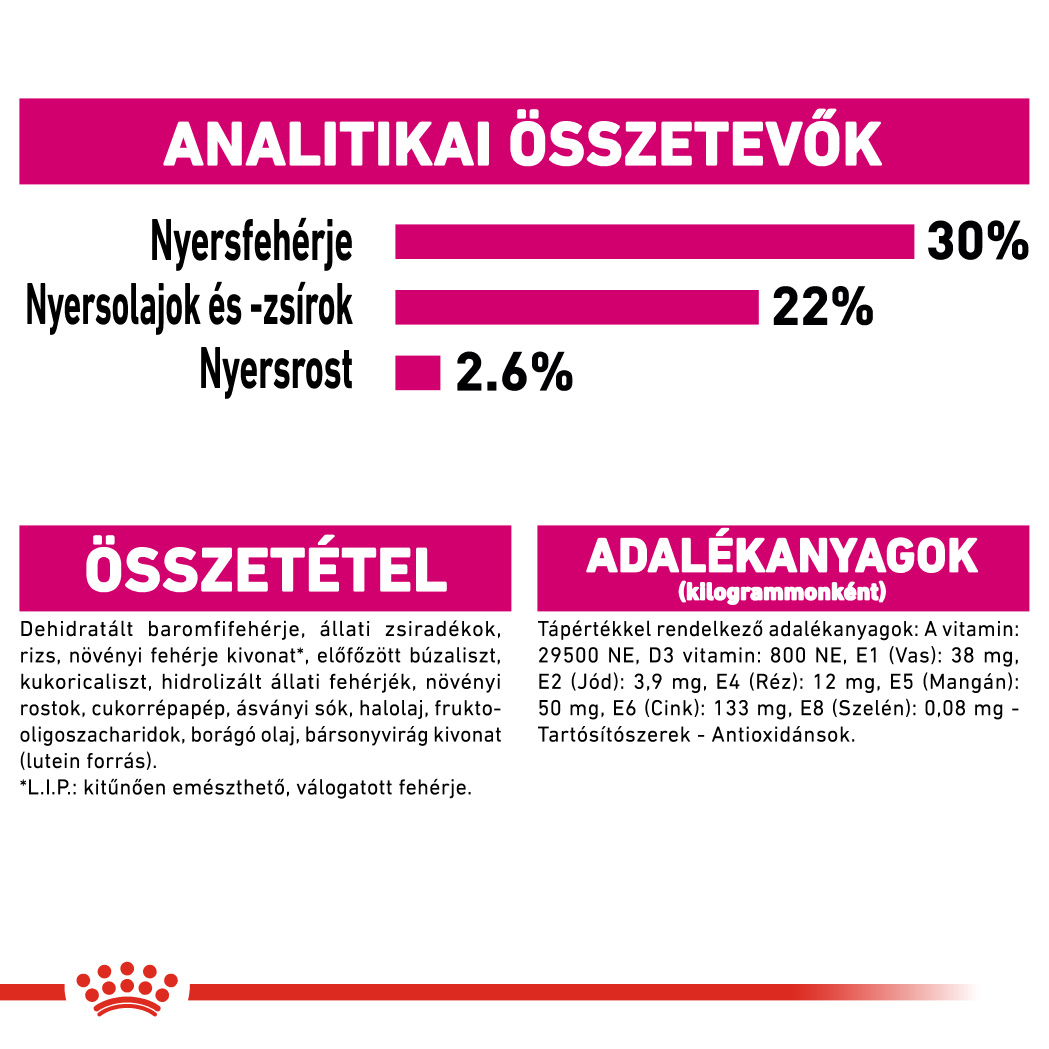 ANALITIKAI ÖSSZETEVŐK
Nyersfehérje 30%
Nyersolajok és -zsírok 22%
Nyersrost 2.6%
ÖSSZETÉTEL
Dehidratált baromfifehérje, állati zsiradékok,
rizs, növényi fehérje kivonat*, előfőzött búzaliszt,
kukoricaliszt, hidrolizált állati fehérjék, növényi
rostok, cukorrépapép, ásványi sók, halolaj, frukto-
oligoszacharidok, borágó olaj, bársonyvirág kivonat
(lutein forrás).
*L.I.P.: kitűnően emészthető, válogatott fehérje.
ADALÉKANYAGOK
(kilogrammonként)
Tápértékkel rendelkező adalékanyagok: A vitamin:
29500 NE, D3 vitamin: 800 NE, E1 (Vas): 38 mg,
E2 (Jód): 3,9 mg, E4 (Réz): 12 mg, E5 (Mangán):
50 mg, E6 (Cink): 133 mg, E8 (Szelén): 0,08 mg -
Tartósítószerek - Antioxidánsok.